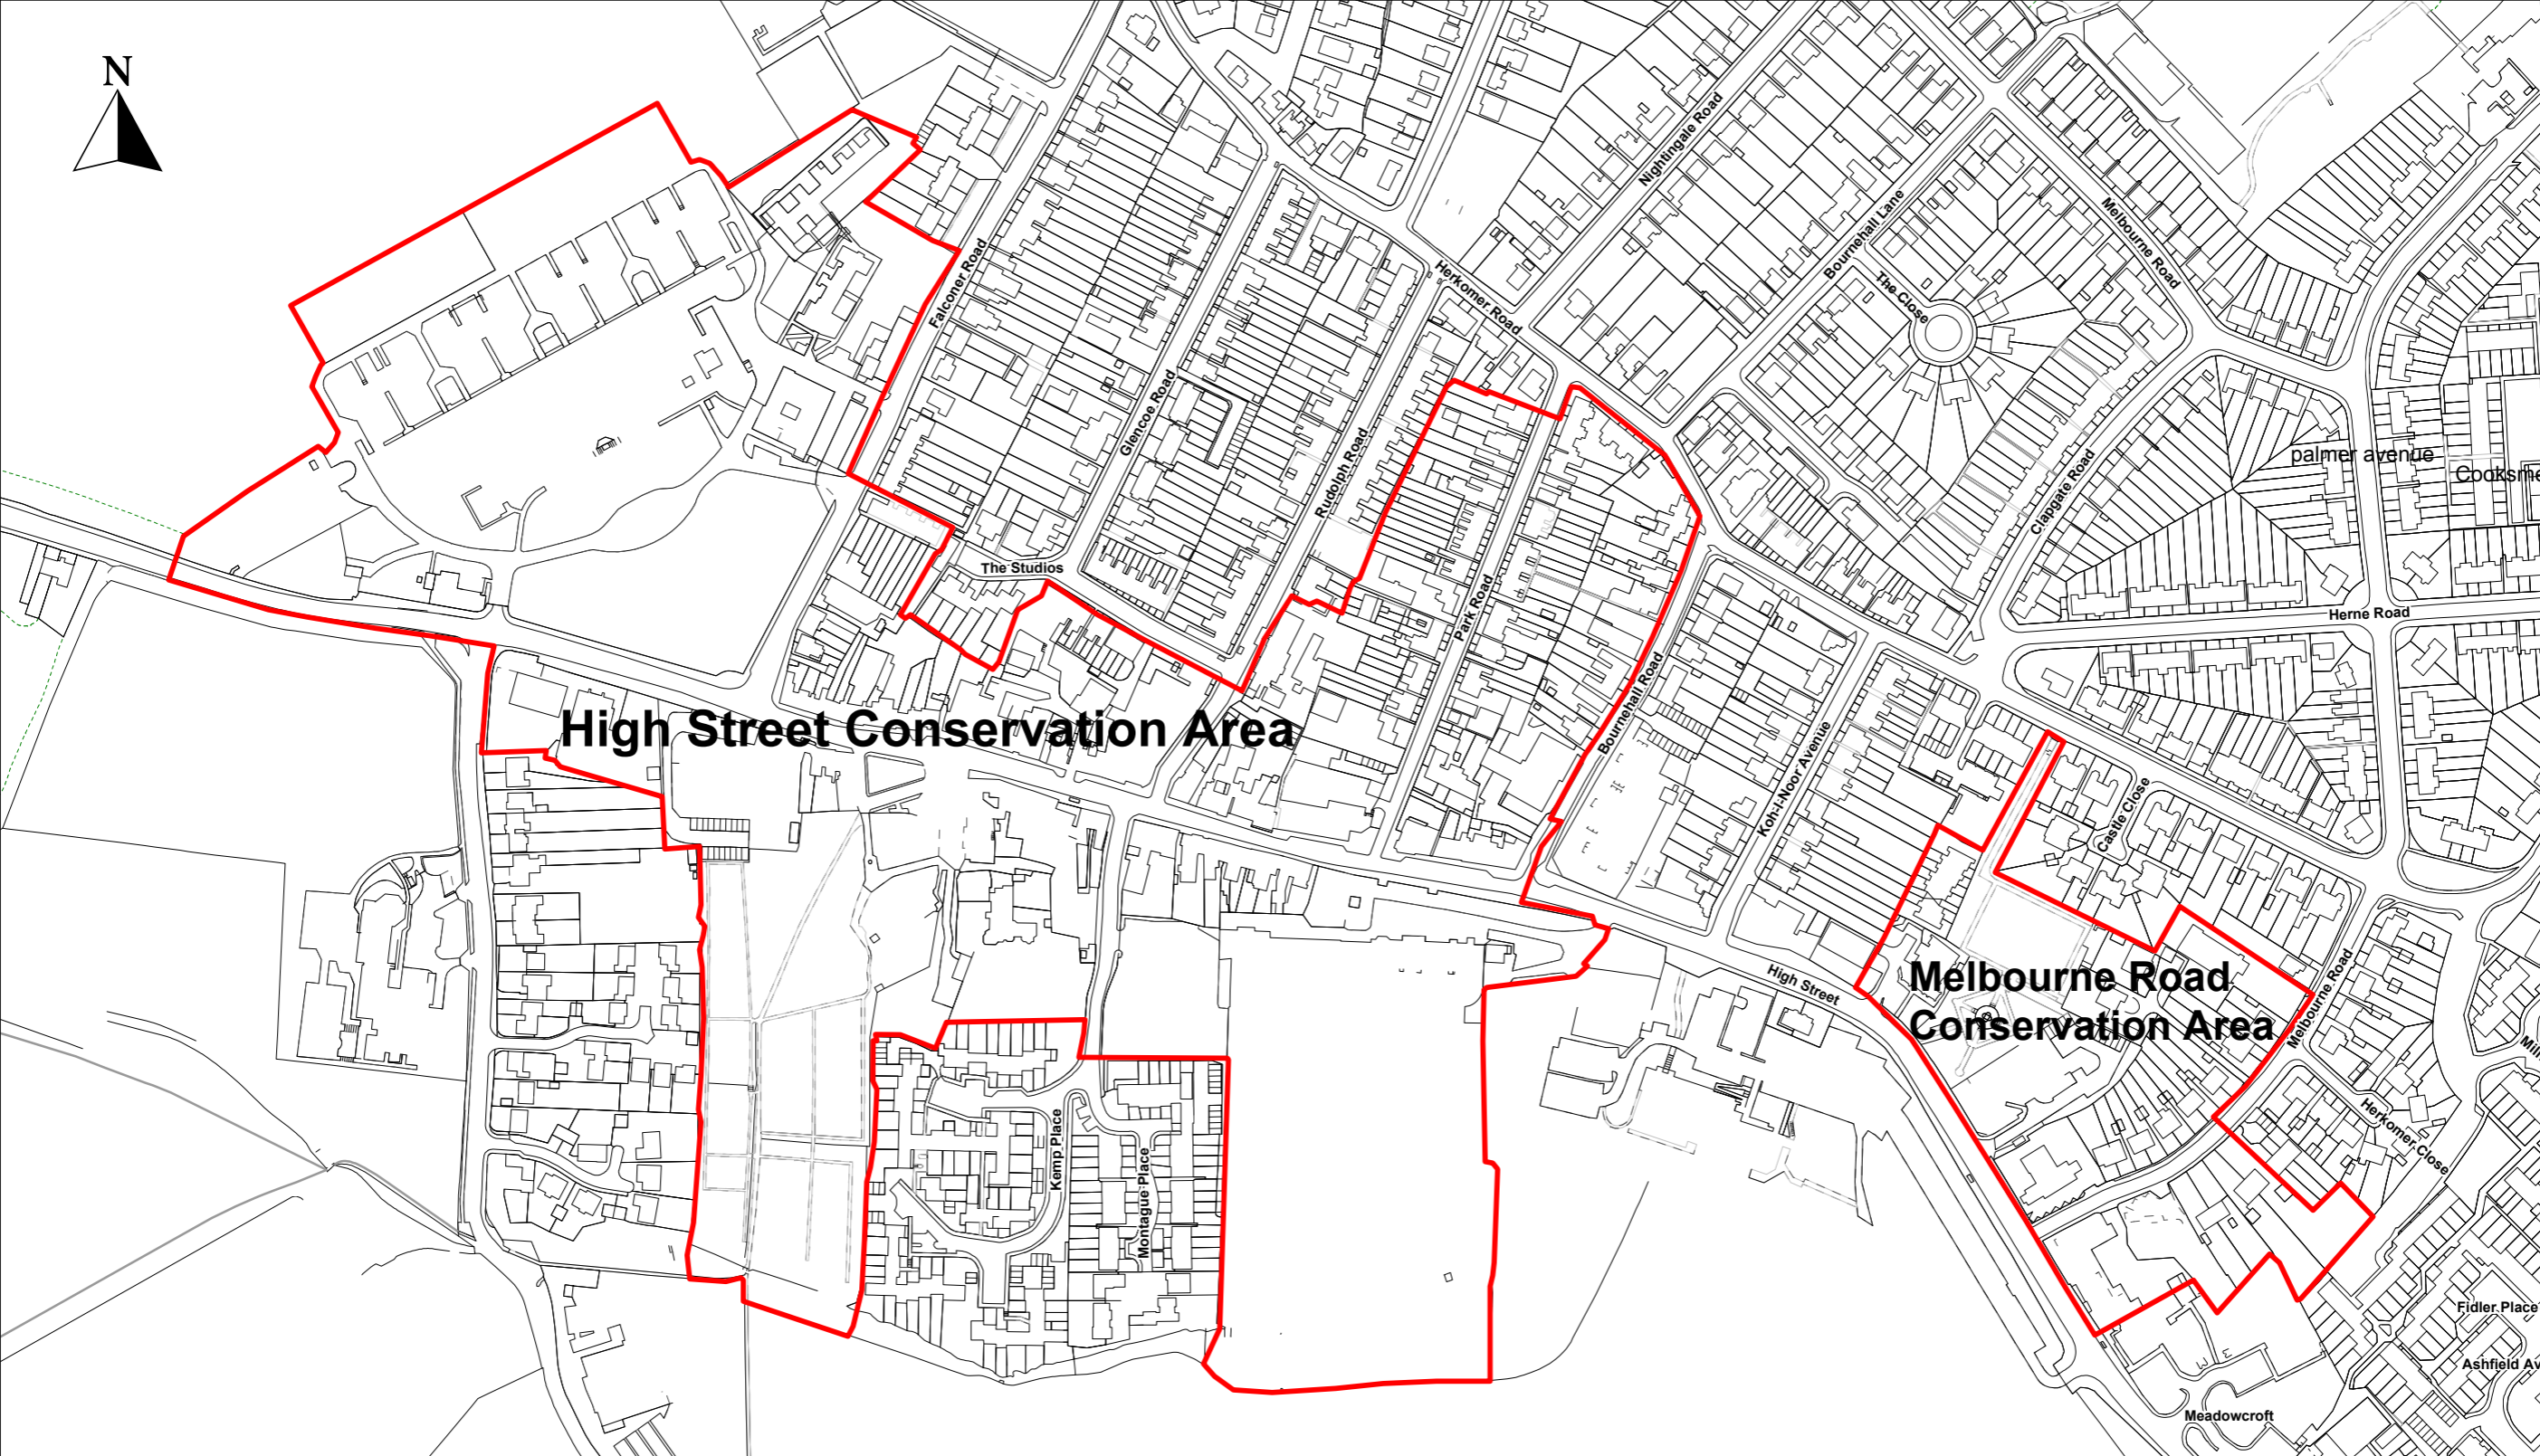 N
Nightingale Road
Bournehall Lane
Melbourne Road
The Close
Falconer Road
Herkomer Road
Glencoe Road
Rudolph Road
palmer avenue
Cooksme
Clapgate Road
The Studios
Park Road
Herne Road
Bournehall Road
High Street Conservation Area
Koh-i-Noor Avenue
Castle Close
High Street
Melbourne Road
Conservation Area
Melbourne Road
Mill
Herkomer Close
Kemp Place
Montague Place
Fidler Place
Ashfield Av
Meadowcroft